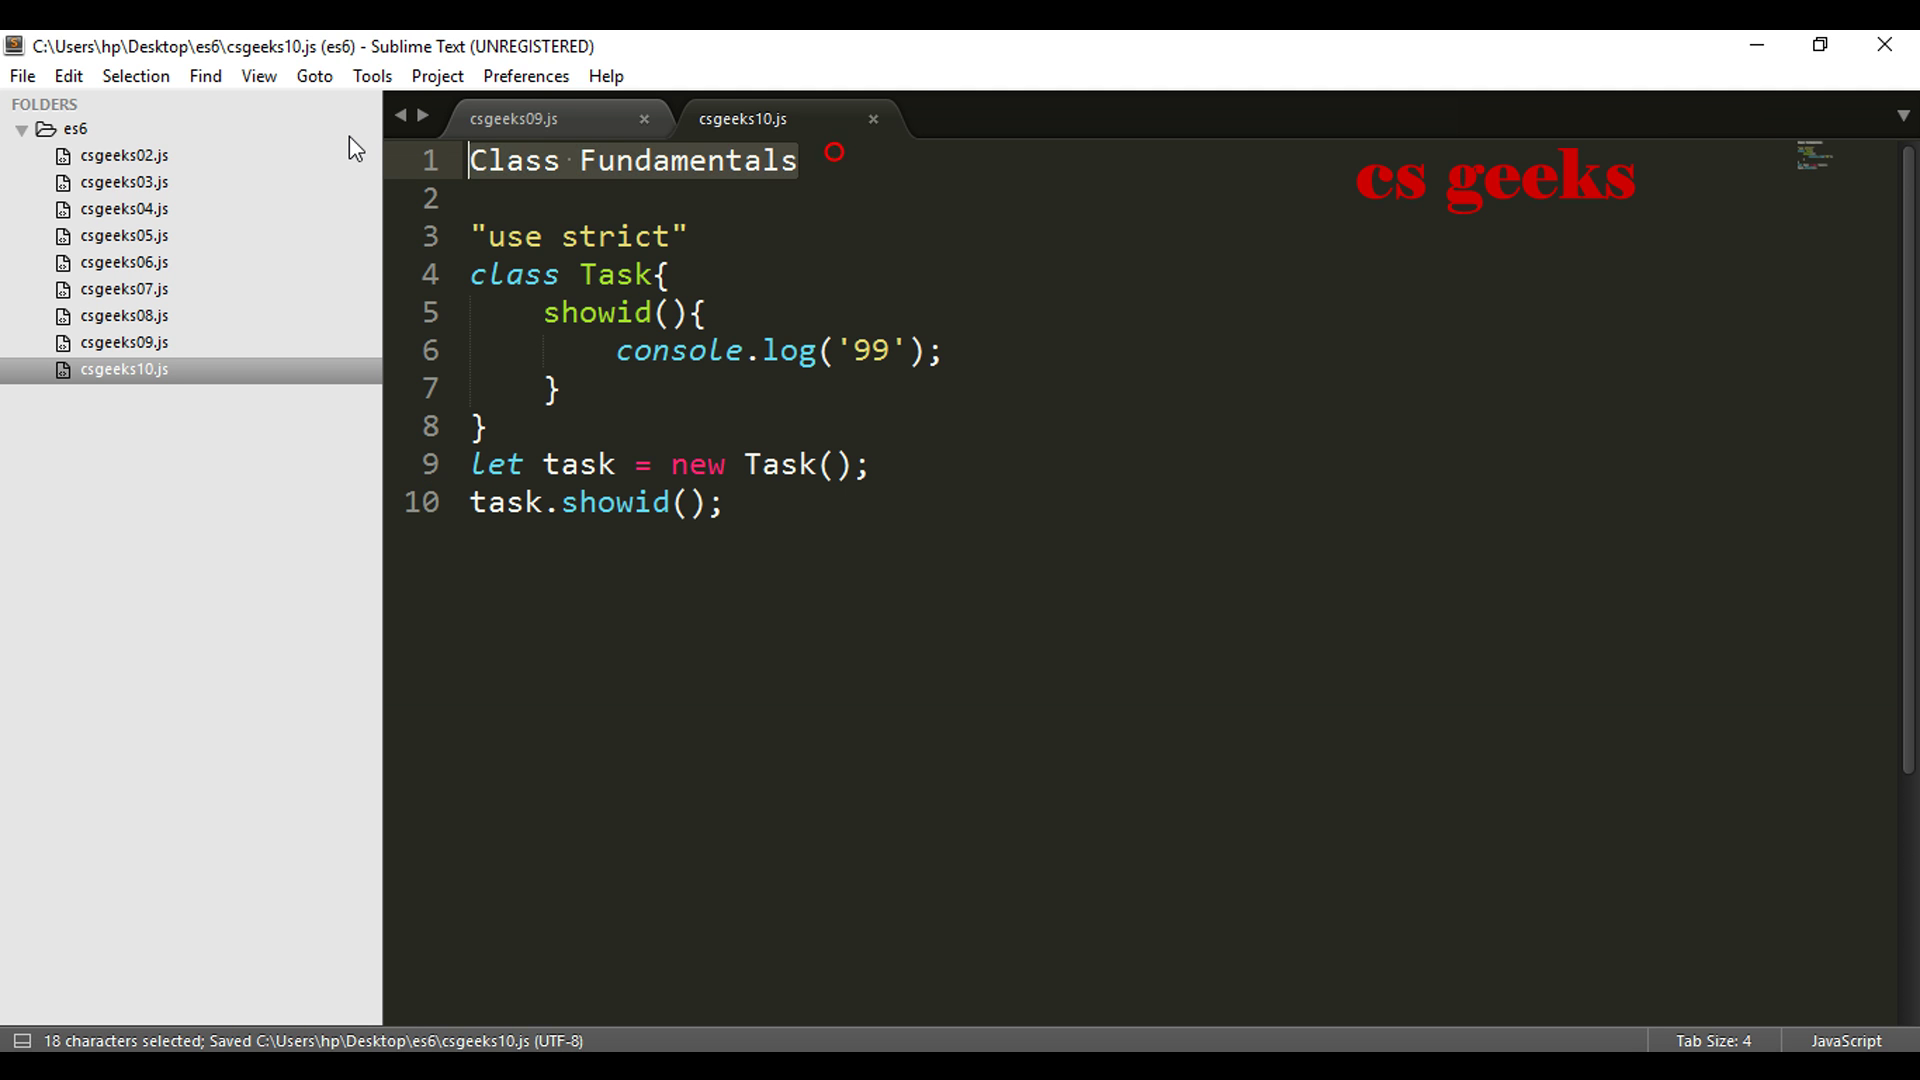 C:\Users\hp\Desktop\es6\csgeeks10.js (es6) - Sublime Text (UNREGISTERED)
File Edit Selection Find View Goto Tools Project Preferences Help
FOLDERS
es6
csgeeks02.js
csgeeks03.js
csgeeks04.js
csgeeks05.js
csgeeks06.js
csgeeks07.js
csgeeks08.js
csgeeks09.js
csgeeks10.js
csgeeks09.js csgeeks10.js
1 Class Fundamentals
2
3 "use strict"
4 class Task{
5 showid(){
6 console.log('99');
7 }
8 }
9 let task = new Task();
10 task.showid();
cs geeks
18 characters selected; Saved C:\Users\hp\Desktop\es6\csgeeks10.js (UTF-8) Tab Size: 4 JavaScript